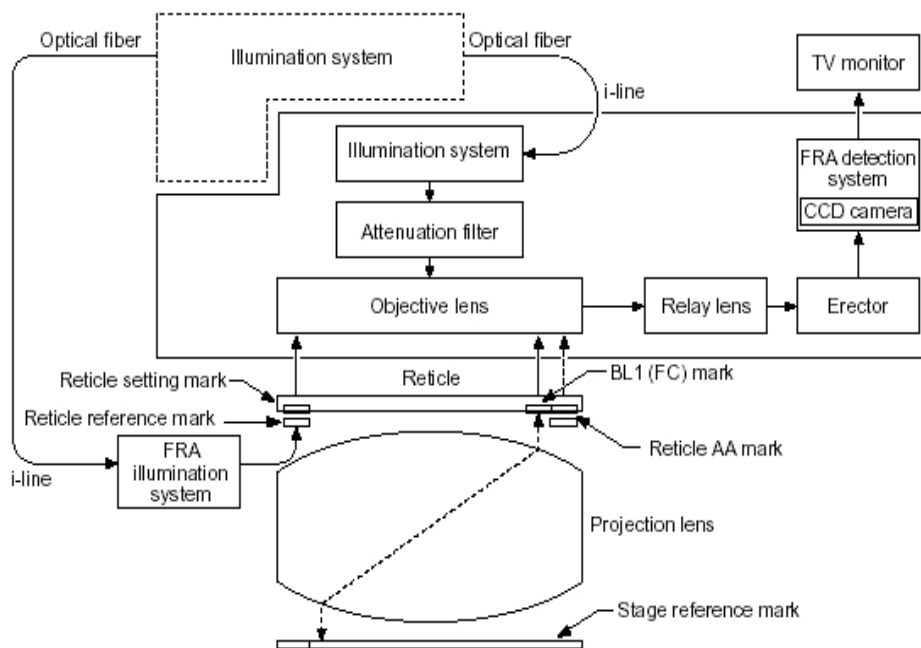 Optical fiber
Illumination system
Optical fiber
TV monitor
i-line
Illumination system
FRA detection
system
CCD camera
Attenuation filter
Objective lens
Relay lens
Erector
Reticle setting mark
Reticle
BL1 (FC) mark
Reticle reference mark
Reticle AA mark
i-line
FRA
illumination
system
Projection lens
Stage reference mark